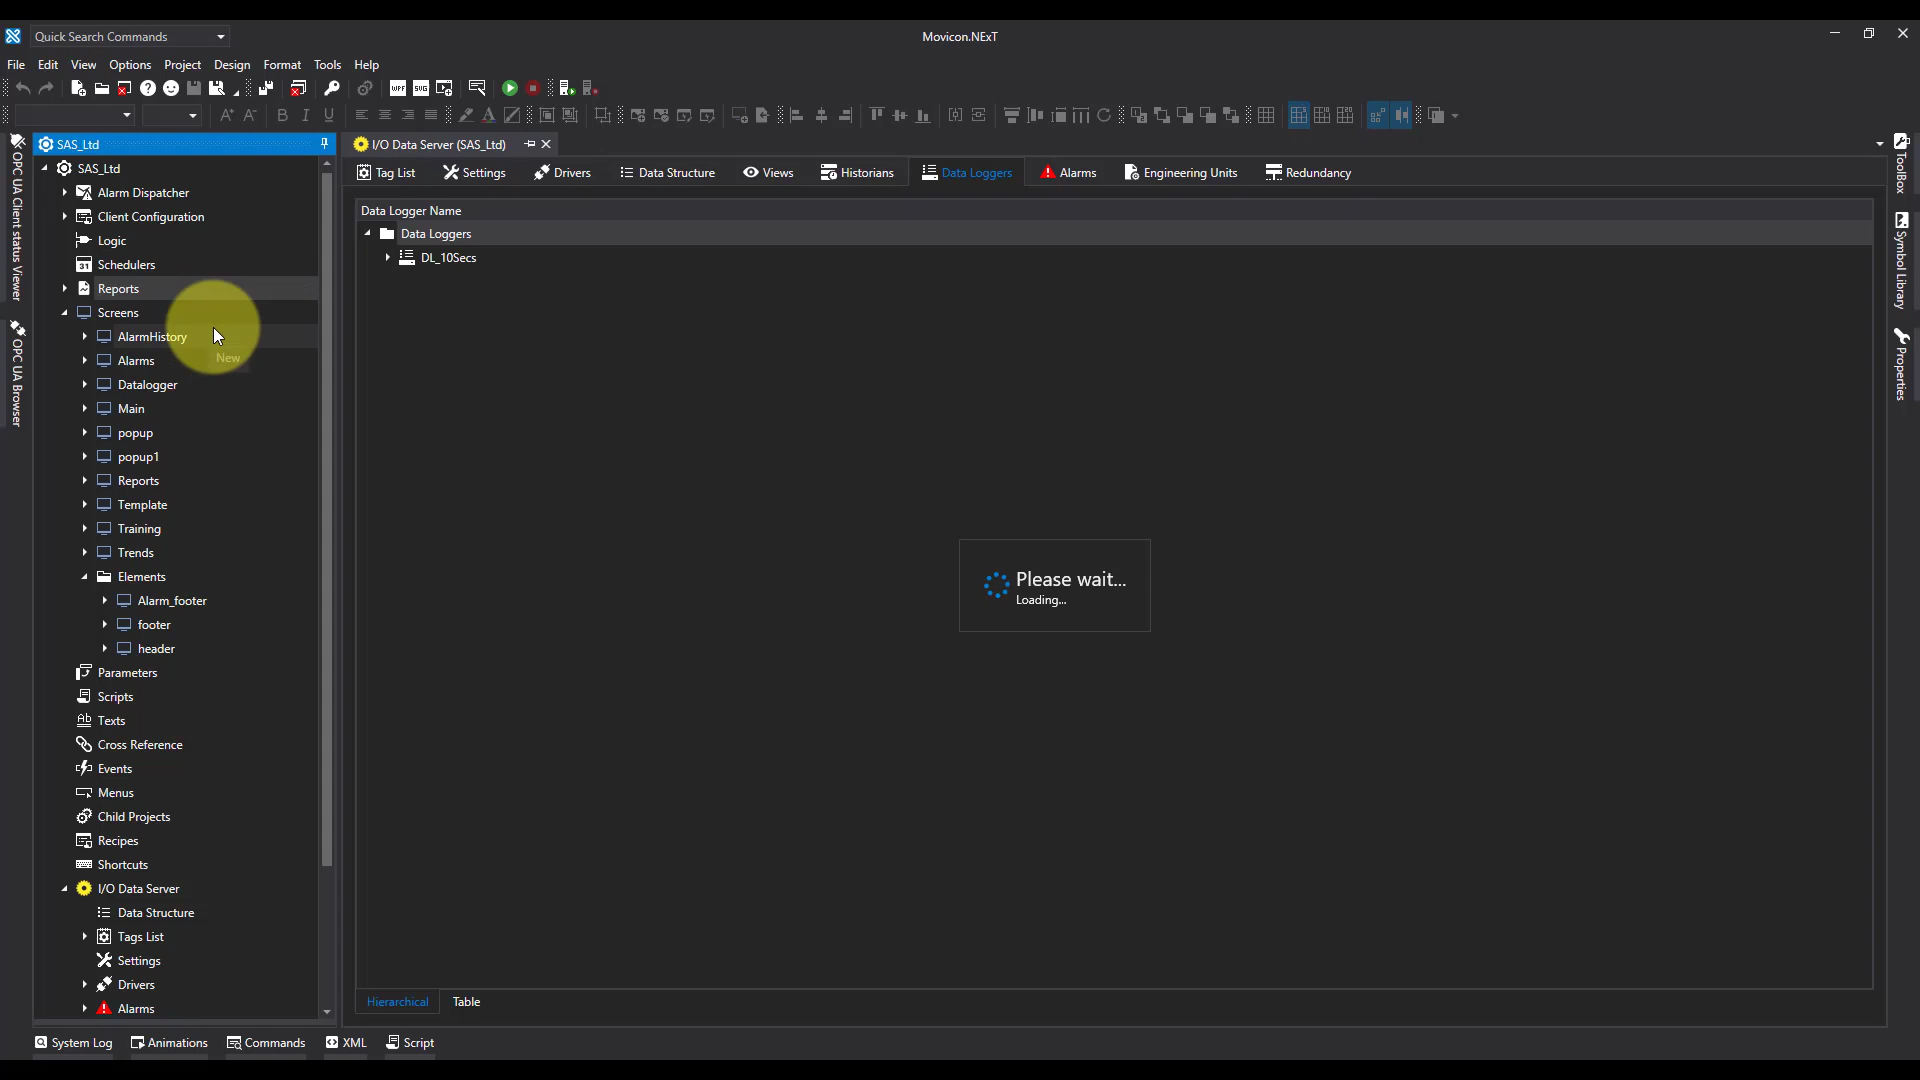 Quick Search Commands
Movicon.NExT
File Edit View Options Project Design Format Tools Help
WPF SVG
A A B I U A
SAS_Ltd
I/O Data Server (SAS_Ltd)
OPC UA Client status Viewer
OPC UA Browser
SAS_Ltd
Alarm Dispatcher
Client Configuration
Logic
31 Schedulers
Reports
Screens
AlarmHistory
New
Alarms
Datalogger
Main
popup
popup1
Reports
Template
Training
Trends
Elements
Alarm_footer
footer
header
Parameters
Scripts
Ab Texts
Cross Reference
Events
Menus
Child Projects
Recipes
Shortcuts
I/O Data Server
Data Structure
Tags List
Settings
Drivers
Alarms
Tag List Settings Drivers Data Structure Views Historians Data Loggers Alarms Engineering Units Redundancy
Data Logger Name
Data Loggers
DL_10Secs
Please wait...
Loading...
Hierarchical Table
ToolBox
Symbol Library
Properties
System Log Animations Commands XML Script